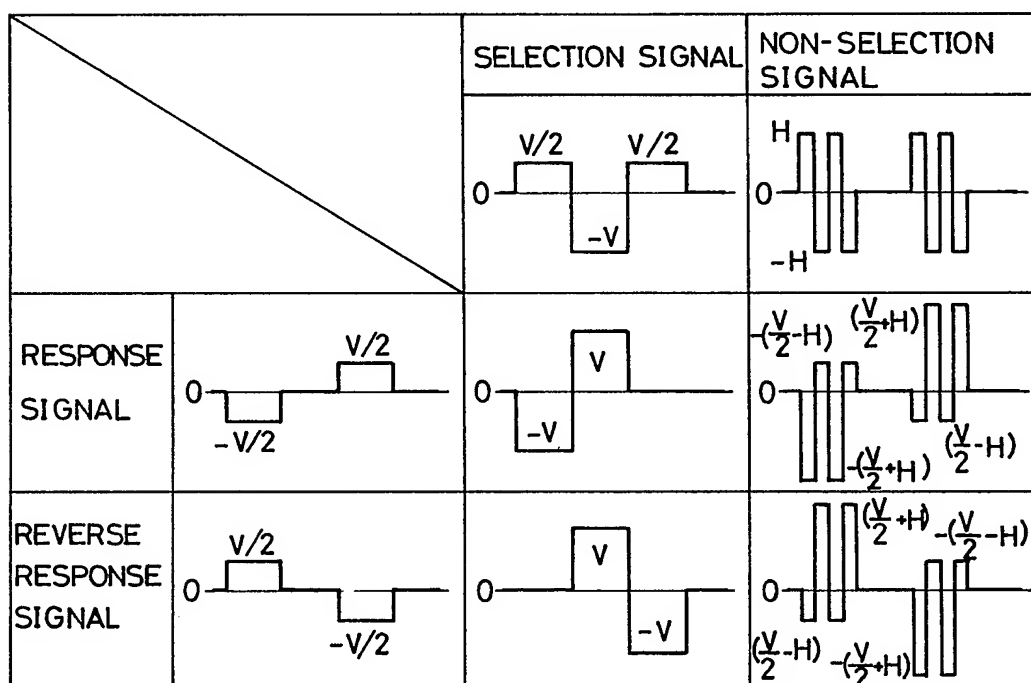 SELECTION SIGNAL
NON-SELECTION
SIGNAL
V/2 V/2
0
-V
H
0
-H
RESPONSE
SIGNAL
V/2
0
-V/2
0
V
-V
-(V/2-H) (V/2+H)
0
-(V/2+H) (V/2-H)
REVERSE
RESPONSE
SIGNAL
V/2
0
-V/2
0
V
-V
(V/2+H) -(V/2-H)
0
(V/2-H) -(V/2+H)